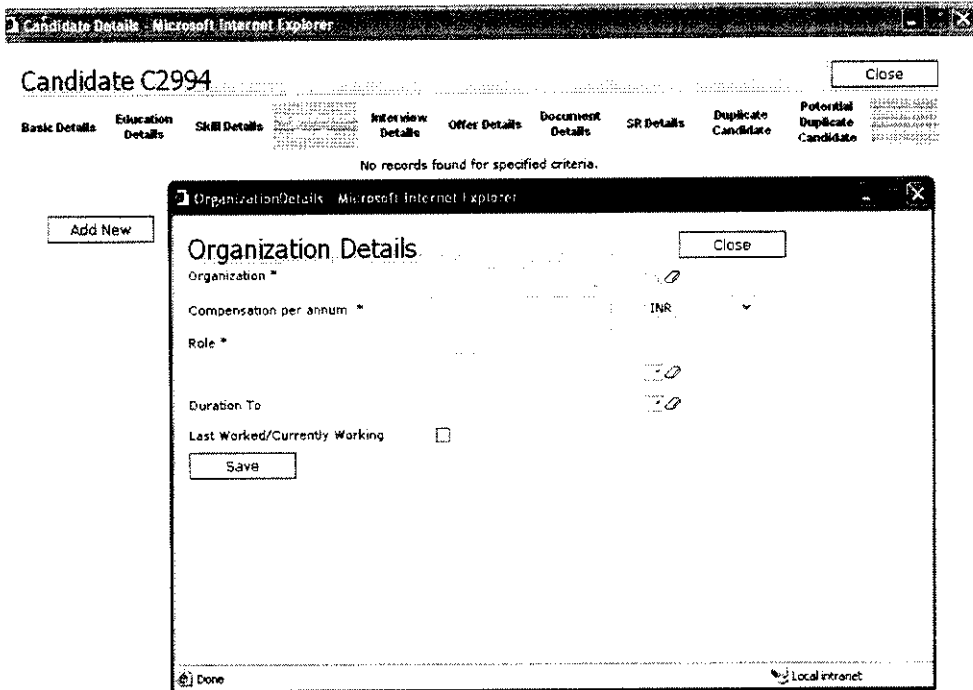 Candidate Details - Microsoft Internet Explorer
Candidate C2994
Close
Basic Details
Education Details
Skill Details
Interview Details
Offer Details
Document Details
SR Details
Duplicate Candidate
Potential Duplicate Candidate
No records found for specified criteria.
Add New
OrganizationDetails - Microsoft Internet Explorer
Organization Details
Close
Organization *
Compensation per annum *
INR
Role *
Duration To
Last Worked/Currently Working
Save
Done
Local intranet